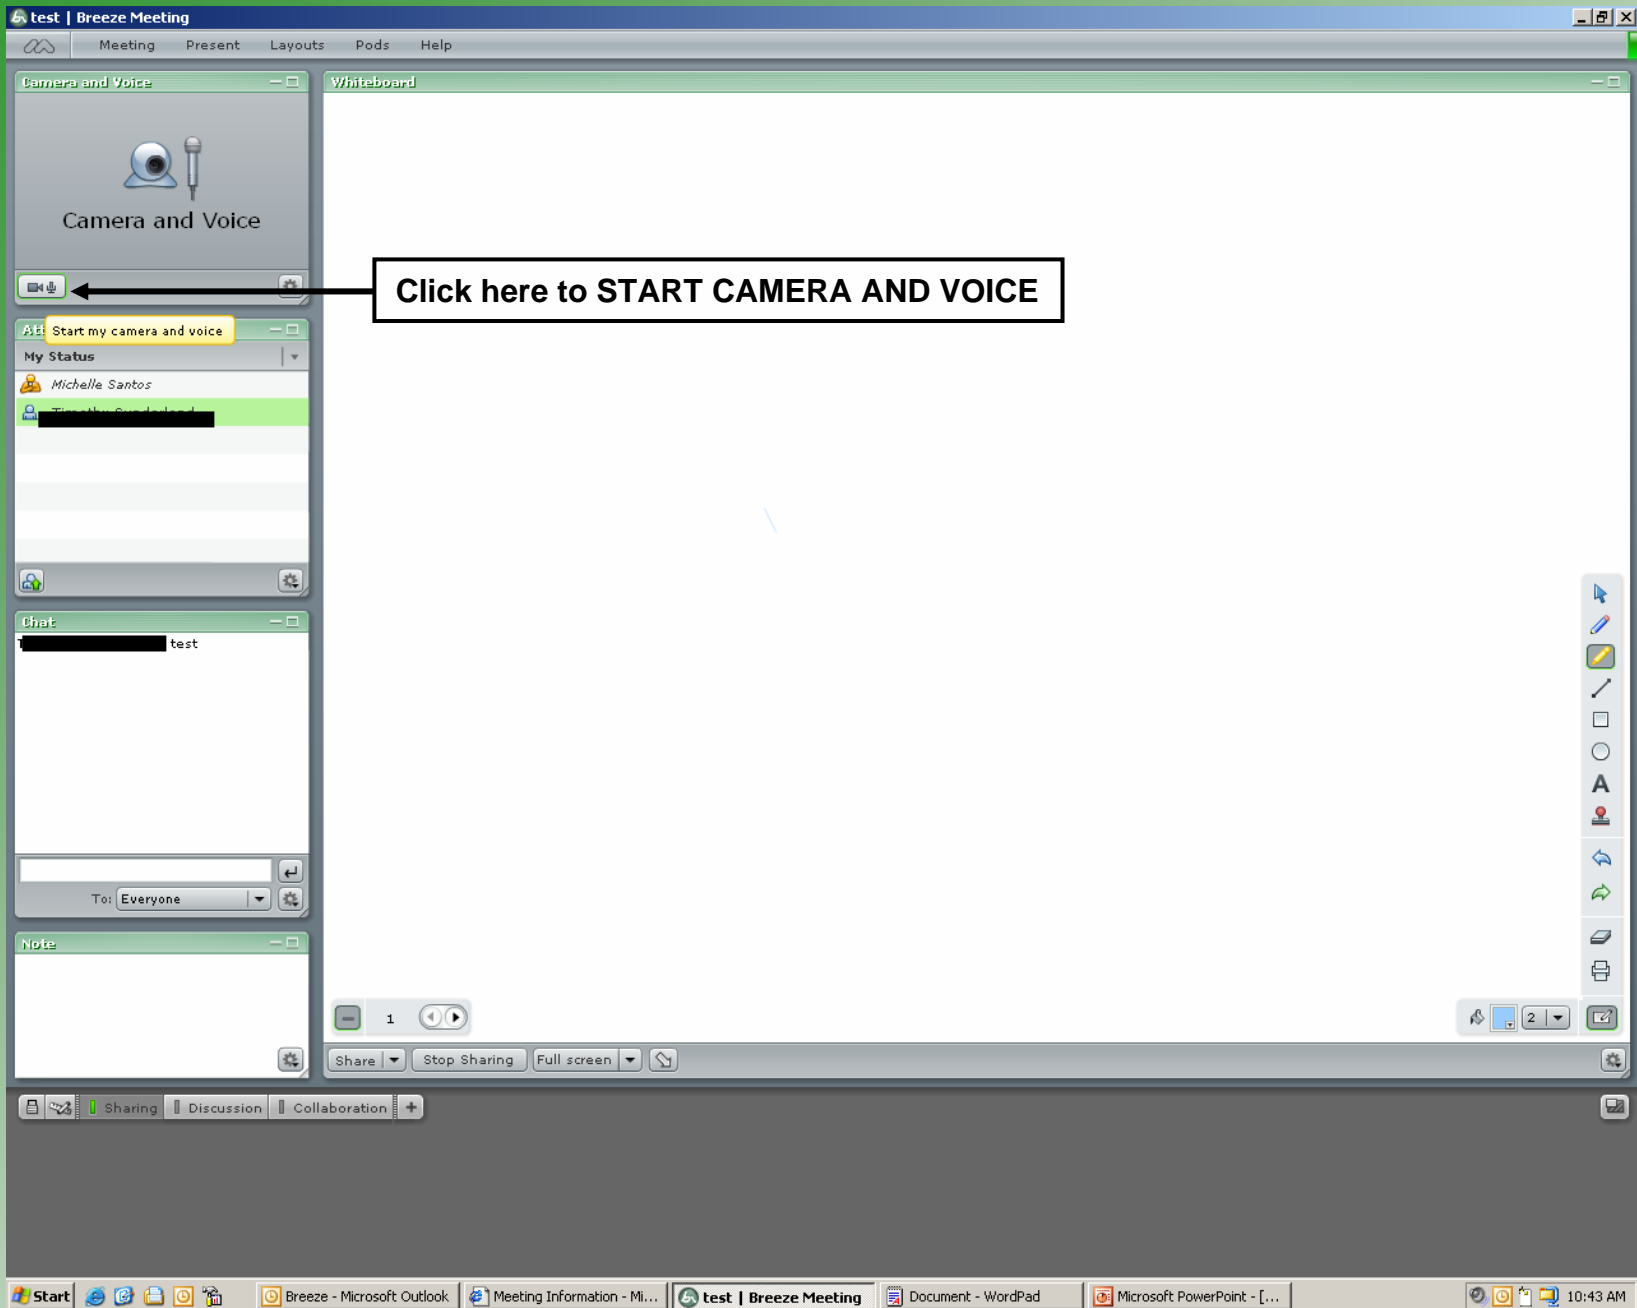 test | Breeze Meeting
Meeting Present Layouts Pods Help
Camera and Voice
Camera and Voice
Click here to START CAMERA AND VOICE
Start my camera and voice
My Status
Michelle Santos
Chat
test
To: Everyone
Note
Whiteboard
A
1
2
Share Stop Sharing Full screen
Sharing Discussion Collaboration +
Start Breeze - Microsoft Outlook Meeting Information - Mi... test | Breeze Meeting Document - WordPad Microsoft PowerPoint - [... 10:43 AM